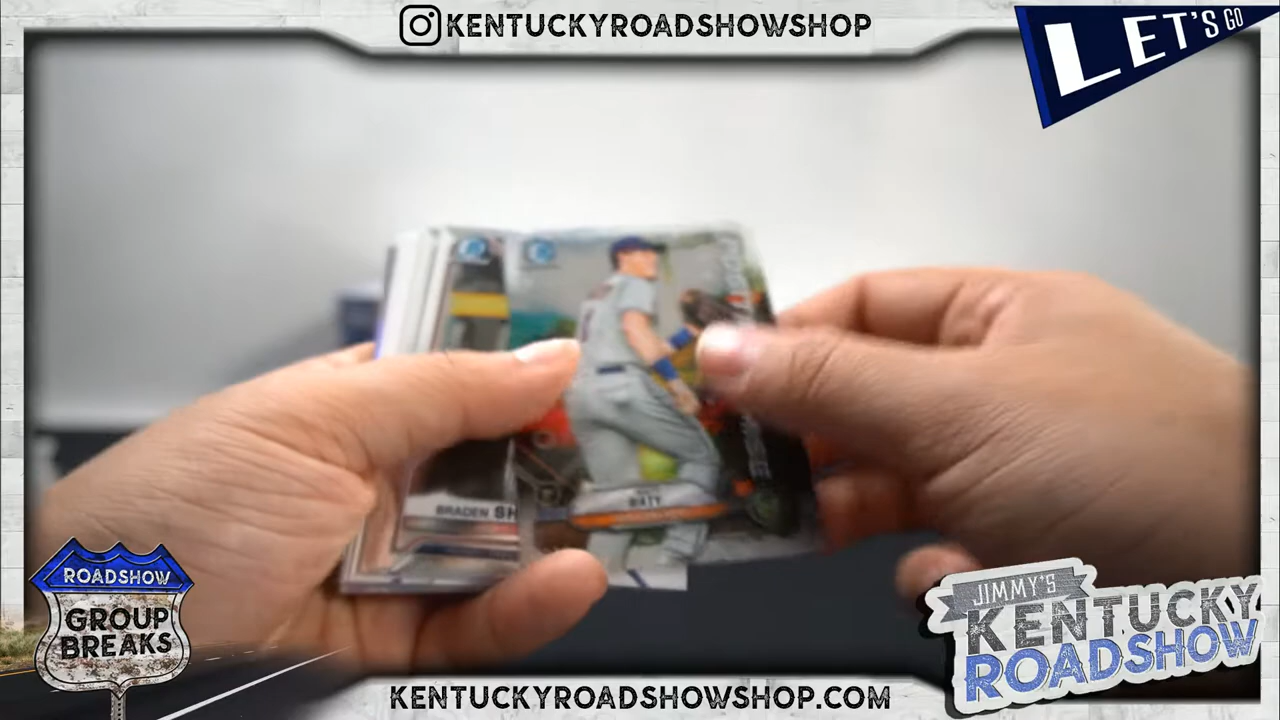 KENTUCKYROADSHOWSHOP
LET'S GO
BRADEN SH
BATY
ROADSHOW
GROUP
BREAKS
JIMMY'S
KENTUCKY
ROADSHOW
KENTUCKYROADSHOWSHOP.COM